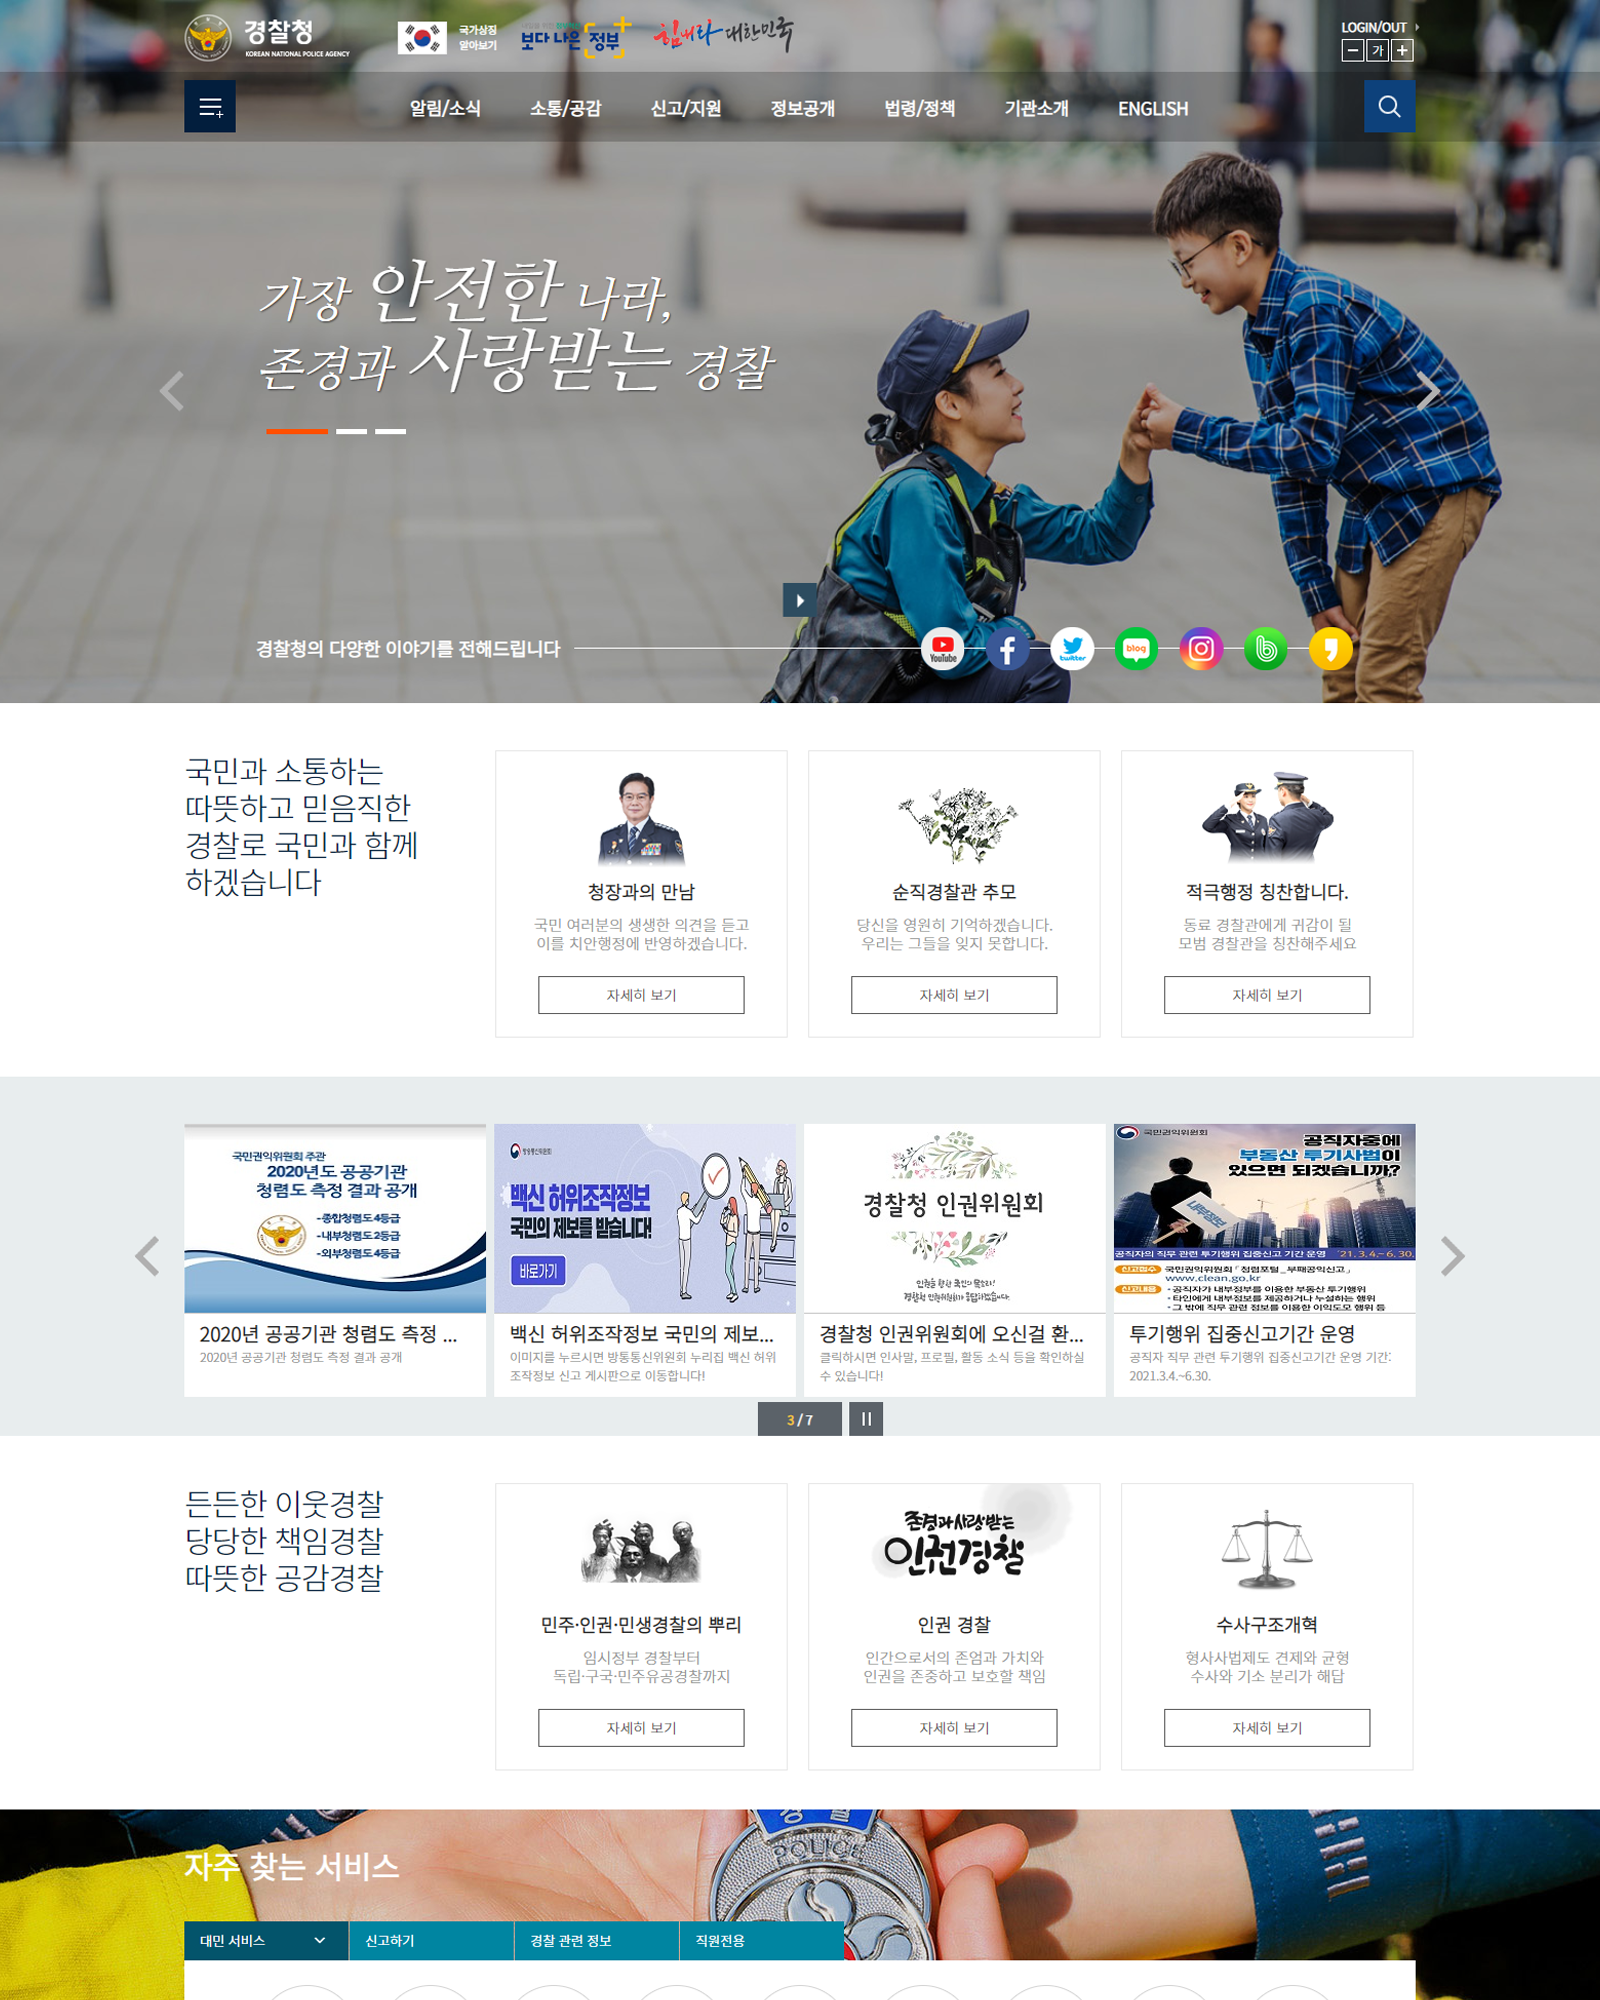 경찰청
KOREAN NATIONAL POLICE AGENCY
국가상징
알아보기
보다 나은 정부
힘내라 대한민국
LOGIN/OUT
가
알림/소식
소통/공감
신고/지원
정보공개
법령/정책
기관소개
ENGLISH
가장 안전한 나라,
존경과 사랑받는 경찰
경찰청의 다양한 이야기를 전해드립니다
YouTube
twitter
blog
국민과 소통하는
따뜻하고 믿음직한
경찰로 국민과 함께
하겠습니다
청장과의 만남
국민 여러분의 생생한 의견을 듣고
이를 치안행정에 반영하겠습니다.
자세히 보기
순직경찰관 추모
당신을 영원히 기억하겠습니다.
우리는 그들을 잊지 못합니다.
자세히 보기
적극행정 칭찬합니다.
동료 경찰관에게 귀감이 될
모범 경찰관을 칭찬해주세요
자세히 보기
국민권익위원회 주관
2020년도 공공기관
청렴도 측정 결과 공개
-종합청렴도 4등급
-내부청렴도 2등급
-외부청렴도 4등급
2020년 공공기관 청렴도 측정 ...
2020년 공공기관 청렴도 측정 결과 공개
방송통신위원회
백신 허위조작정보
국민의 제보를 받습니다!
바로가기
백신 허위조작정보 국민의 제보...
이미지를 누르시면 방통통신위원회 누리집 백신 허위
조작정보 신고 게시판으로 이동합니다!
경찰청 인권위원회
인권을 향한 국민의 목소리!
경찰청 인권위원회가 응답하겠습니다.
경찰청 인권위원회에 오신걸 환...
클릭하시면 인사말, 프로필, 활동 소식 등을 확인하실
수 있습니다!
국민권익위원회
공직자중에
부동산 투기사범이
있으면 되겠습니까?
내부정보
공직자의 직무 관련 투기행위 집중신고 기간 운영 '21.3.4.~6.30.
신고접수 국민권익위원회「청렴포털_부패공익신고」
www.clean.go.kr
신고내용 - 공직자가 내부정보를 이용한 부동산 투기행위
- 타인에게 내부정보를 제공하거나 누설하는 행위
- 그 밖에 직무 관련 정보를 이용한 이익도모 행위 등
투기행위 집중신고기간 운영
공직자 직무 관련 투기행위 집중신고기간 운영 기간:
2021.3.4.~6.30.
3 / 7
든든한 이웃경찰
당당한 책임경찰
따뜻한 공감경찰
민주·인권·민생경찰의 뿌리
임시정부 경찰부터
독립·구국·민주유공경찰까지
자세히 보기
존경과 사랑받는
인권경찰
인권 경찰
인간으로서의 존엄과 가치와
인권을 존중하고 보호할 책임
자세히 보기
수사구조개혁
형사사법제도 견제와 균형
수사와 기소 분리가 해답
자세히 보기
경찰
POLICE
자주 찾는 서비스
대민 서비스
신고하기
경찰 관련 정보
직원전용